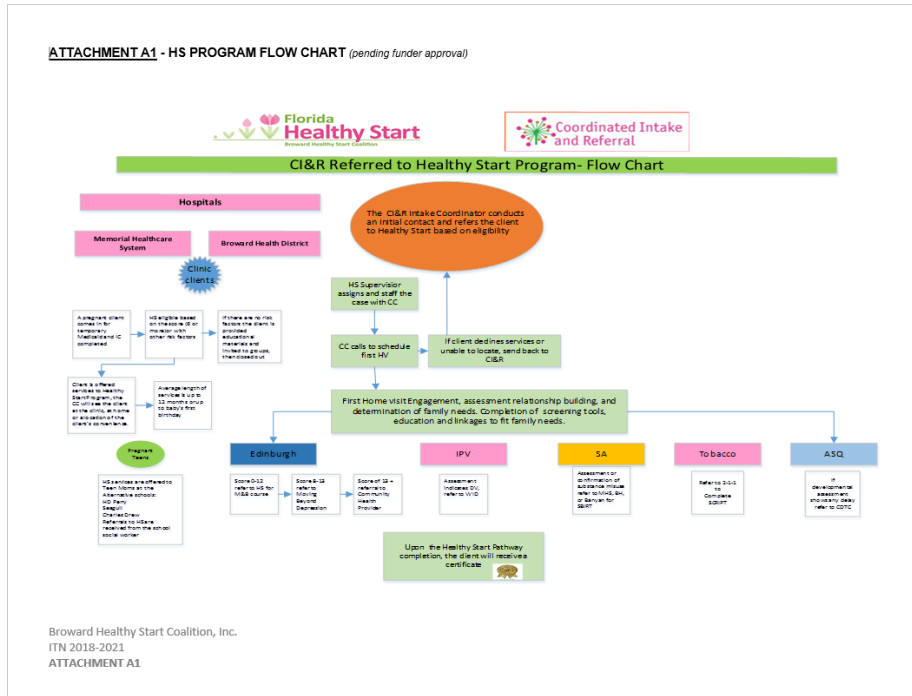 ATTACHMENT A1 - HS PROGRAM FLOW CHART (pending funder approval)
Florida
Healthy Start
Broward Healthy Start Coalition
Coordinated Intake
and Referral
CI&R Referred to Healthy Start Program- Flow Chart
Hospitals
Memorial Healthcare
System
Broward Health District
Clinic
clients
A pregnant client
comes in for
temporary
Medicaid and IC
completed
HS eligible based
on the score (6 or
more) or with
other risk factors
If there are no risk
factors the client is
provided
educational
materials and
invited to groups,
then closed out
Client is offered
services to Healthy
Start Program, the
CC will see the client
at the clinic, at home
or a location of the
client's convenience.
Average length of
services is up to
12 months or up
to baby's first
birthday
Pregnant
Teens
HS services are offered to
Teen Moms at the
Alternative schools:
HD Perry
Seagull
Charles Drew
Referrals to HS are
received from the school
social worker
The CI&R Intake Coordinator conducts
an initial contact and refers the client
to Healthy Start based on eligibility
HS Supervisor
assigns and staff the
case with CC
CC calls to schedule
first HV
If client declines services or
unable to locate, send back to
CI&R
First Home visit Engagement, assessment relationship building, and
determination of family needs. Completion of screening tools,
education and linkages to fit family needs.
Edinburgh
IPV
SA
Tobacco
ASQ
Score 0-12
refer to HS for
M&B course
Score 8-13
refer to
Moving
Beyond
Depression
Score of 13 +
referral to
Community
Health
Provider
Assessment
indicates DV,
refer to WID
Assessment or
confirmation of
substance misuse
refer to MHS, BH,
or Banyan for
SBIRT
Refer to 2-1-1
to
Complete
SCRIPT
If
developmental
assessment
shows any delay
refer to CDTC
Upon the Healthy Start Pathway
completion, the client will receive a
certificate
Broward Healthy Start Coalition, Inc.
ITN 2018-2021
ATTACHMENT A1